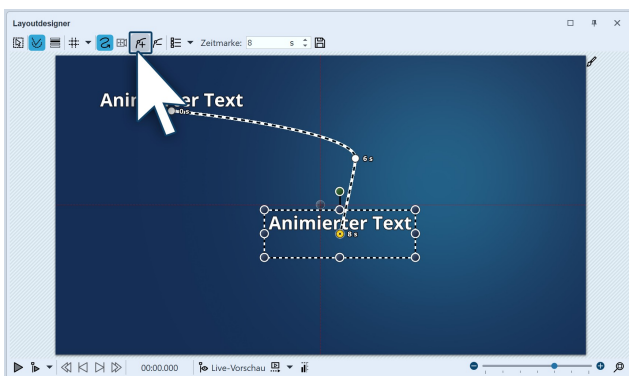 Layoutdesigner
Zeitmarke: 8 s
Animierter Text
0 s
6 s
Animierter Text
8 s
00:00.000 Live-Vorschau